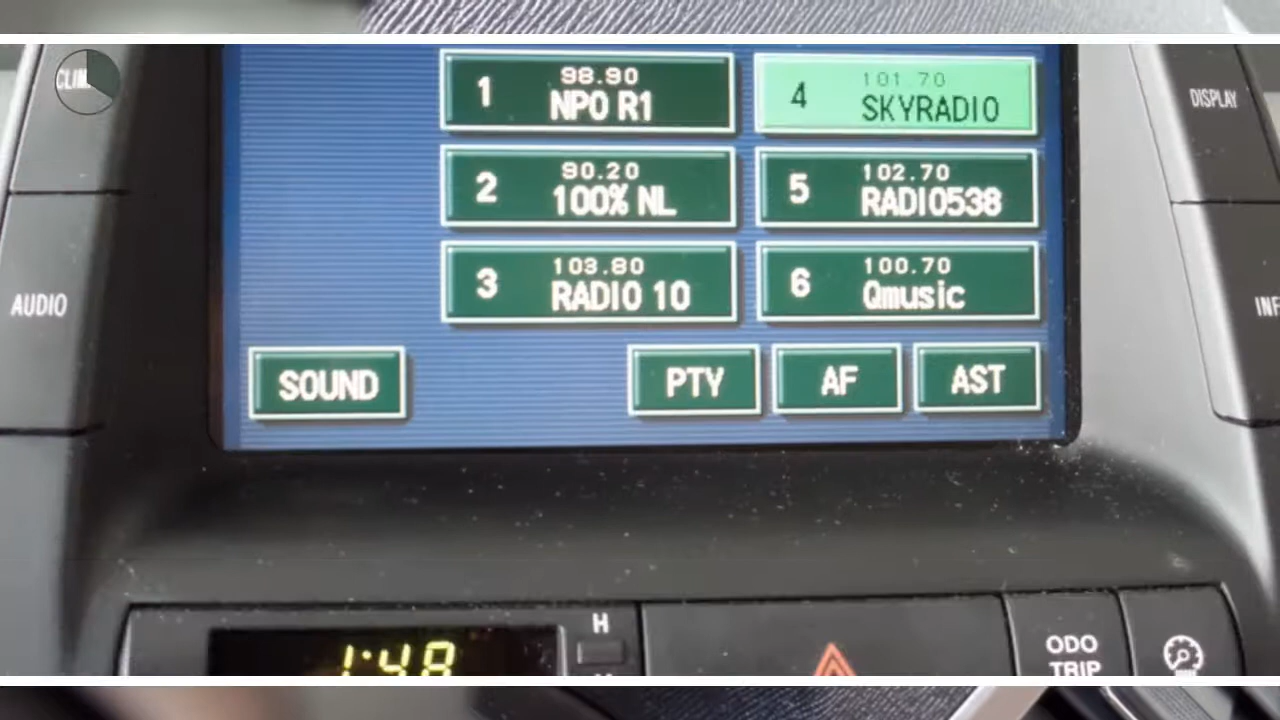 CLIM
DISPLAY
1
98.90
NPO R1
4
101 70
SKYRADIO
2
90.20
100% NL
5
102.70
RADIO538
AUDIO
3
103.80
RADIO 10
6
100.70
Qmusic
INF
SOUND
PTY
AF
AST
H
1:48
ODO
TRIP